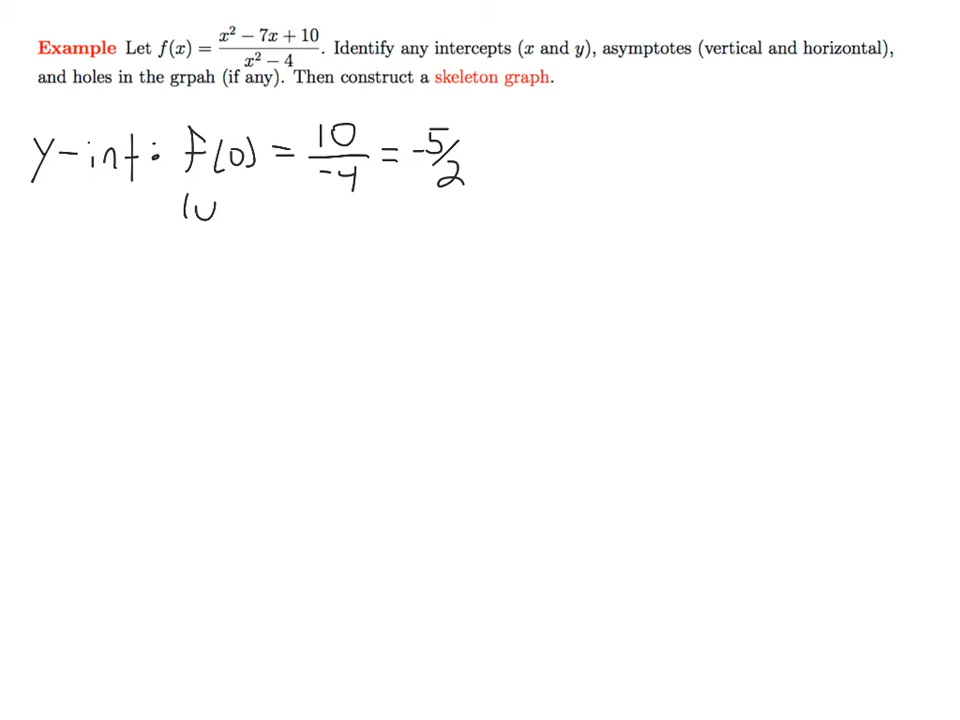 Example Let f(x) = (x² − 7x + 10)/(x² − 4). Identify any intercepts (x and y), asymptotes (vertical and horizontal),
and holes in the grpah (if any). Then construct a skeleton graph.
y-int: f(0) = 10/-4 = -5/2